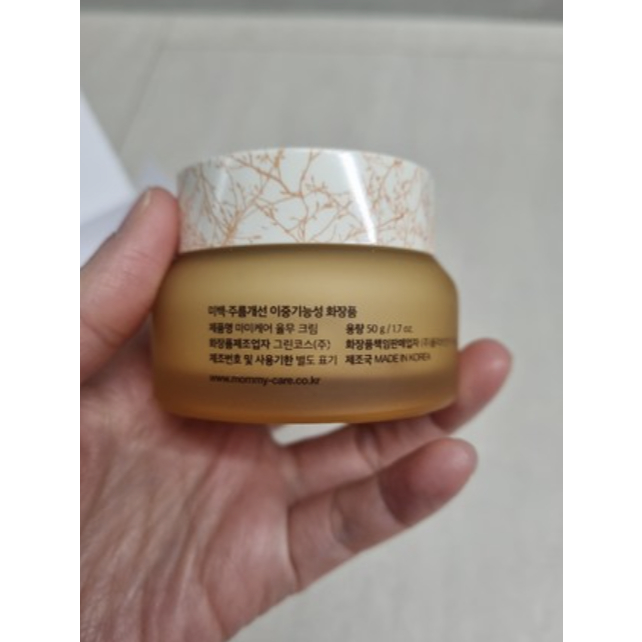 미백·주름개선 이중기능성 화장품
제품명 마미케어 율무 크림 용량 50 g / 1.7 oz
화장품제조업자 그린코스(주) 화장품책임판매업자
제조번호 및 사용기한 별도 표기 제조국 MADE IN KOREA
www.mommy-care.co.kr